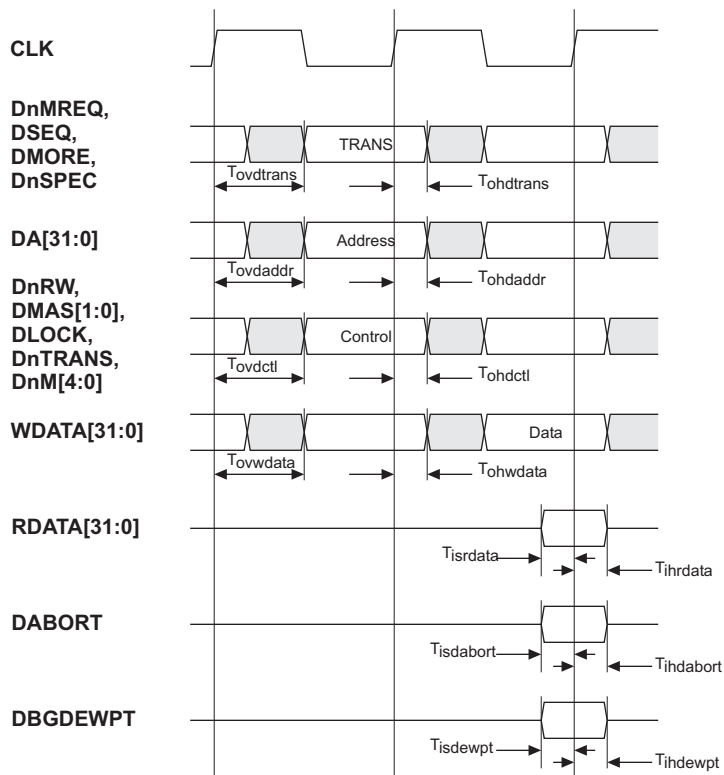 CLK
DnMREQ,
DSEQ,
DMORE,
DnSPEC
TRANS
Tovdtrans
Tohdtrans
DA[31:0]
Address
Tovdaddr
Tohdaddr
DnRW,
DMAS[1:0],
DLOCK,
DnTRANS,
DnM[4:0]
Control
Tovdctl
Tohdctl
WDATA[31:0]
Data
Tovwdata
Tohwdata
RDATA[31:0]
Tisrdata
Tihrdata
DABORT
Tisdabort
Tihdabort
DBGDEWPT
Tisdewpt
Tihdewpt